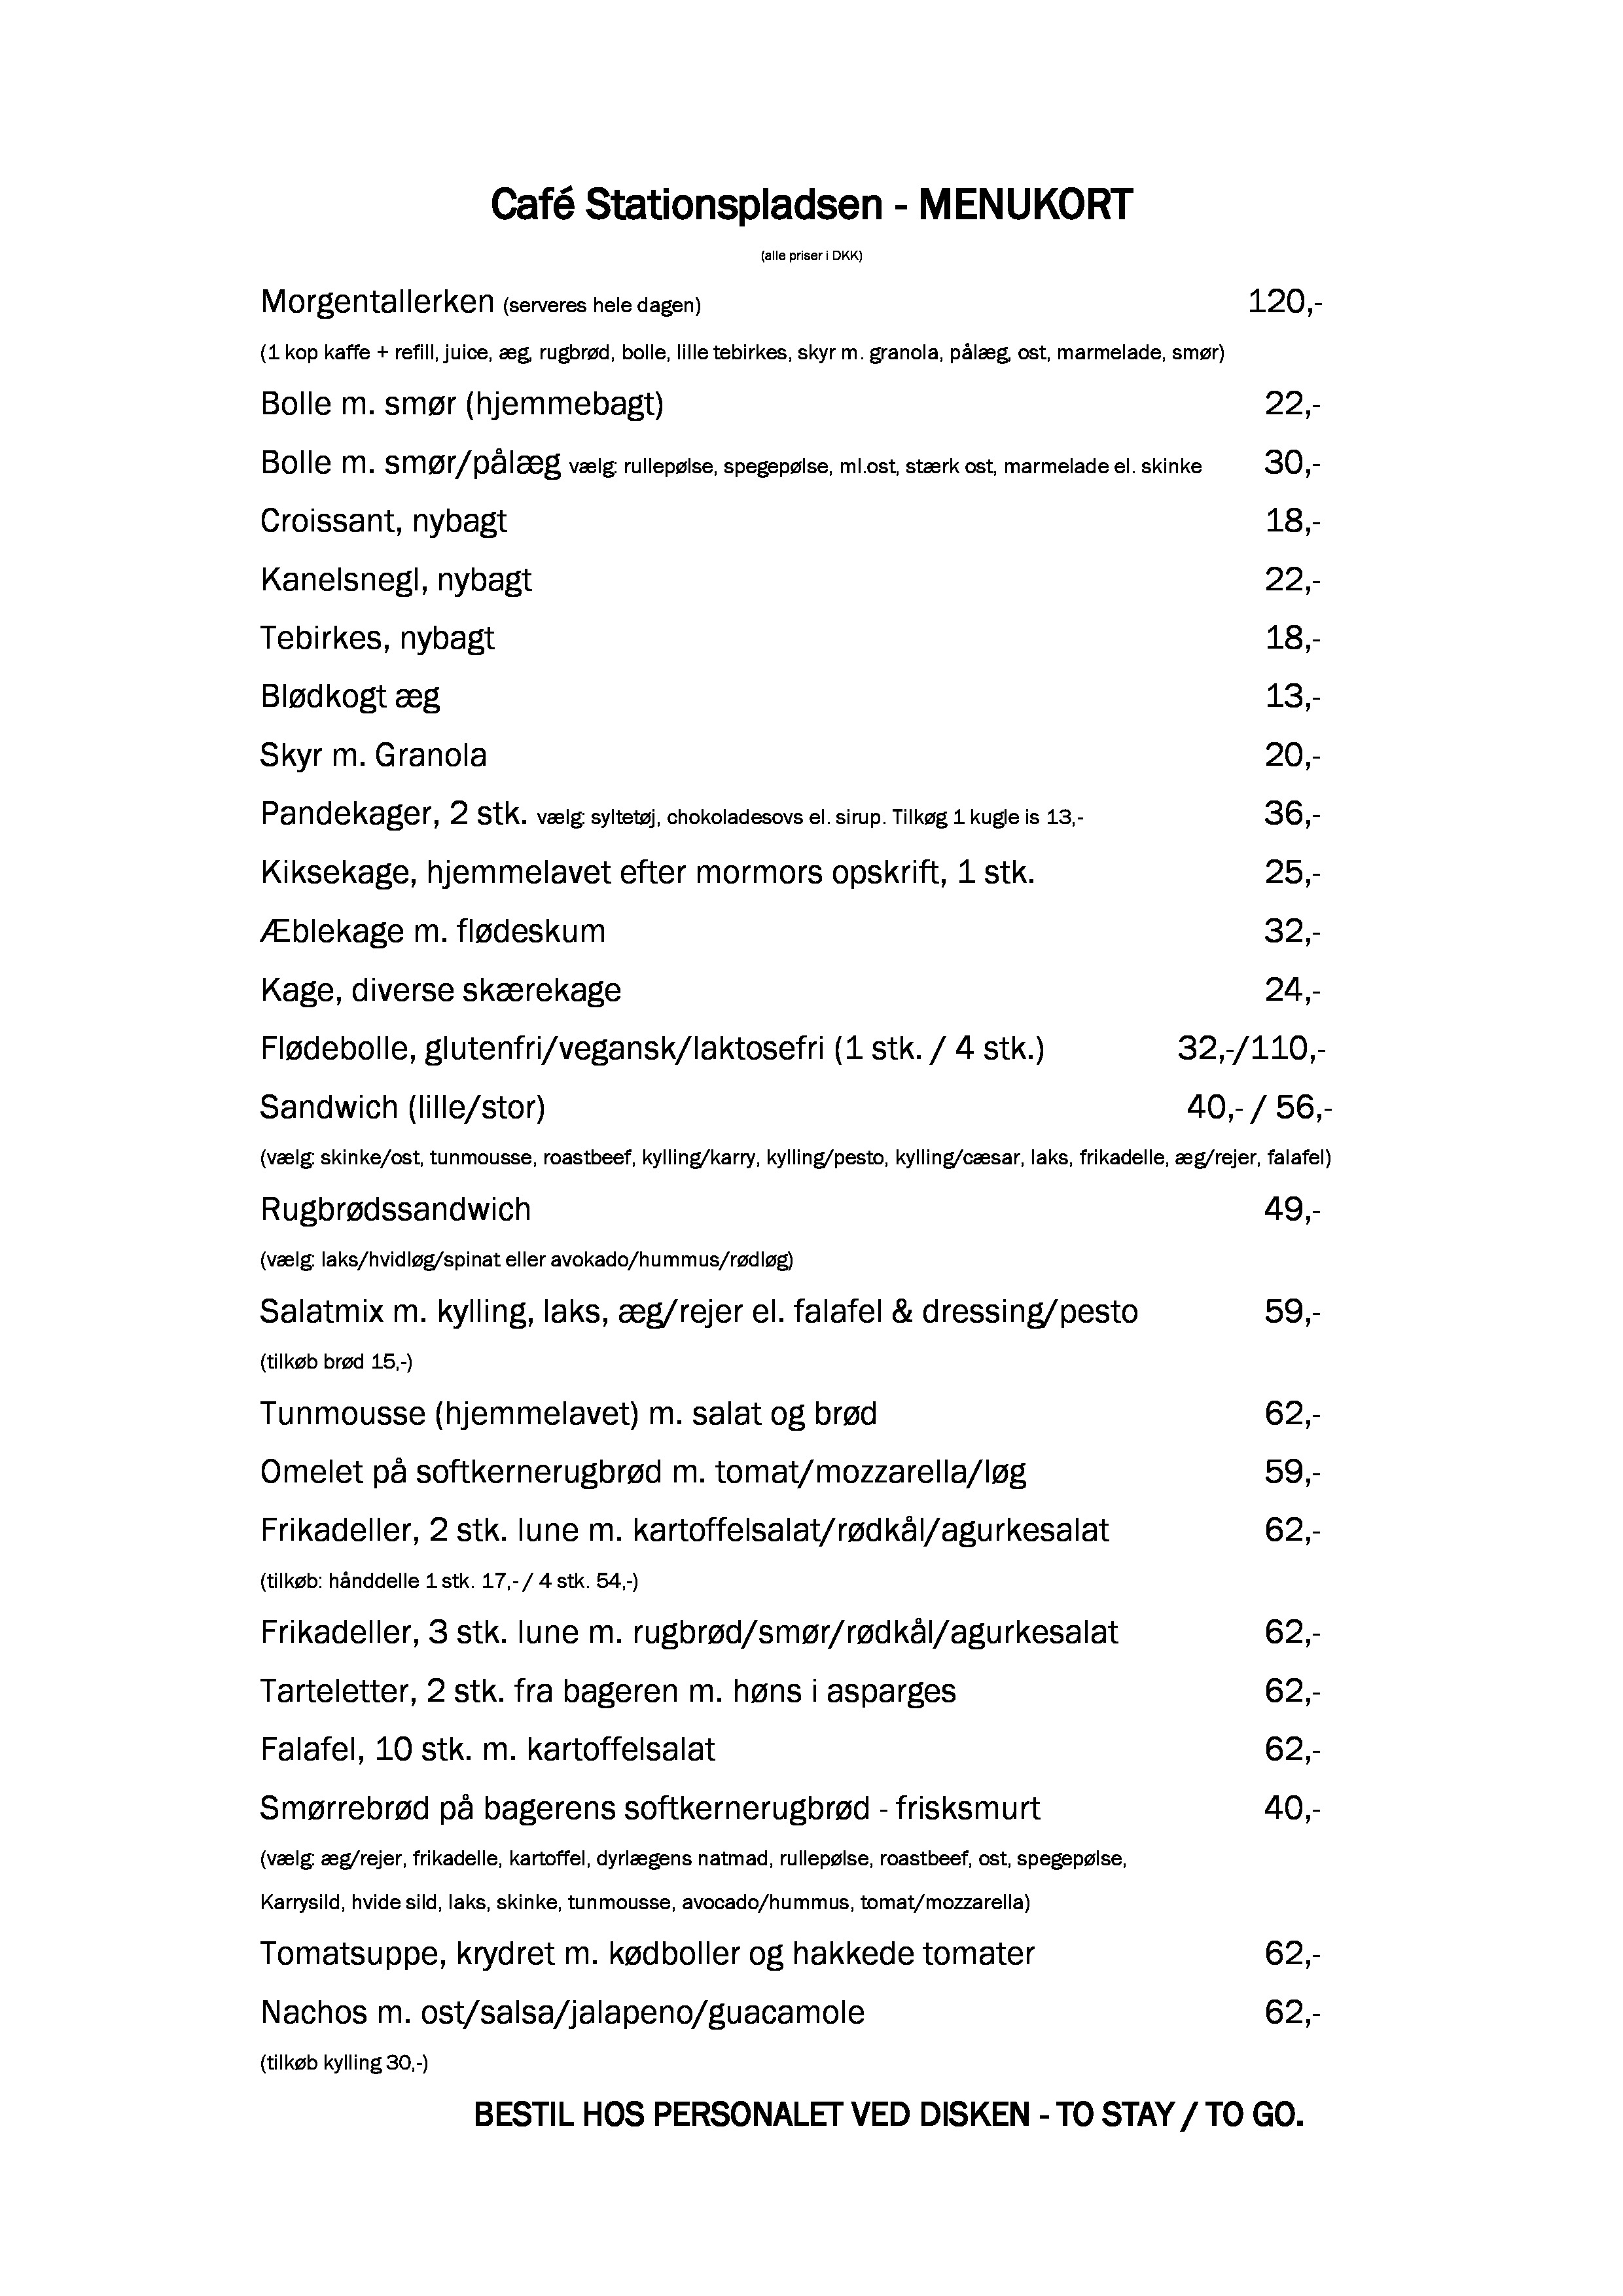 Café Stationspladsen - MENUKORT
(alle priser i DKK)
Morgentallerken (serveres hele dagen) 120,-
(1 kop kaffe + refill, juice, æg, rugbrød, bolle, lille tebirkes, skyr m. granola, pålæg, ost, marmelade, smør)
Bolle m. smør (hjemmebagt) 22,-
Bolle m. smør/pålæg vælg: rullepølse, spegepølse, ml.ost, stærk ost, marmelade el. skinke 30,-
Croissant, nybagt 18,-
Kanelsnegl, nybagt 22,-
Tebirkes, nybagt 18,-
Blødkogt æg 13,-
Skyr m. Granola 20,-
Pandekager, 2 stk. vælg: syltetøj, chokoladesovs el. sirup. Tilkøg 1 kugle is 13,- 36,-
Kiksekage, hjemmelavet efter mormors opskrift, 1 stk. 25,-
Æblekage m. flødeskum 32,-
Kage, diverse skærekage 24,-
Flødebolle, glutenfri/vegansk/laktosefri (1 stk. / 4 stk.) 32,-/110,-
Sandwich (lille/stor) 40,- / 56,-
(vælg: skinke/ost, tunmousse, roastbeef, kylling/karry, kylling/pesto, kylling/cæsar, laks, frikadelle, æg/rejer, falafel)
Rugbrødssandwich 49,-
(vælg: laks/hvidløg/spinat eller avokado/hummus/rødløg)
Salatmix m. kylling, laks, æg/rejer el. falafel & dressing/pesto 59,-
(tilkøb brød 15,-)
Tunmousse (hjemmelavet) m. salat og brød 62,-
Omelet på softkernerugbrød m. tomat/mozzarella/løg 59,-
Frikadeller, 2 stk. lune m. kartoffelsalat/rødkål/agurkesalat 62,-
(tilkøb: hånddelle 1 stk. 17,- / 4 stk. 54,-)
Frikadeller, 3 stk. lune m. rugbrød/smør/rødkål/agurkesalat 62,-
Tarteletter, 2 stk. fra bageren m. høns i asparges 62,-
Falafel, 10 stk. m. kartoffelsalat 62,-
Smørrebrød på bagerens softkernerugbrød - frisksmurt 40,-
(vælg: æg/rejer, frikadelle, kartoffel, dyrlægens natmad, rullepølse, roastbeef, ost, spegepølse,
Karrysild, hvide sild, laks, skinke, tunmousse, avocado/hummus, tomat/mozzarella)
Tomatsuppe, krydret m. kødboller og hakkede tomater 62,-
Nachos m. ost/salsa/jalapeno/guacamole 62,-
(tilkøb kylling 30,-)
BESTIL HOS PERSONALET VED DISKEN - TO STAY / TO GO.